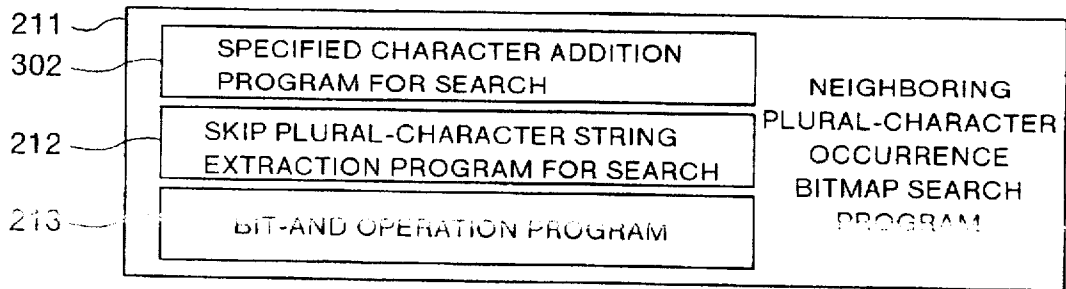 211
302
SPECIFIED CHARACTER ADDITION
PROGRAM FOR SEARCH
212
SKIP PLURAL-CHARACTER STRING
EXTRACTION PROGRAM FOR SEARCH
213
BIT-AND OPERATION PROGRAM
NEIGHBORING
PLURAL-CHARACTER
OCCURRENCE
BITMAP SEARCH
PROGRAM